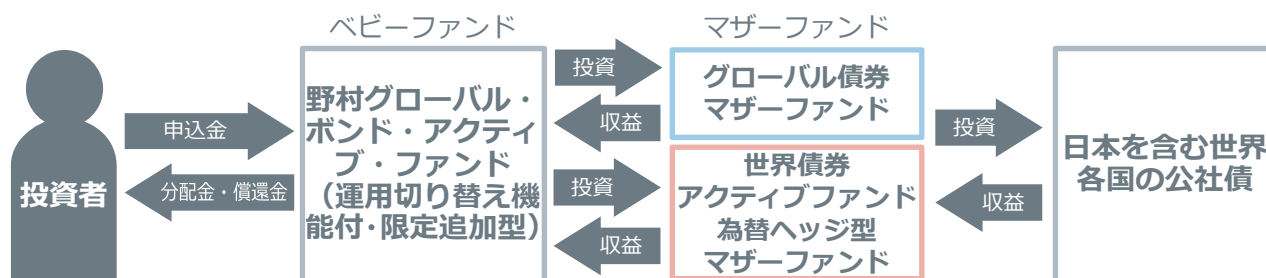 ベビーファンド
マザーファンド
投資者
申込金
分配金・償還金
野村グローバル・
ボンド・アクティ
ブ・ファンド
（運用切り替え機
能付・限定追加型）
投資
収益
投資
収益
グローバル債券
マザーファンド
世界債券
アクティブファンド
為替ヘッジ型
マザーファンド
投資
収益
日本を含む世界
各国の公社債